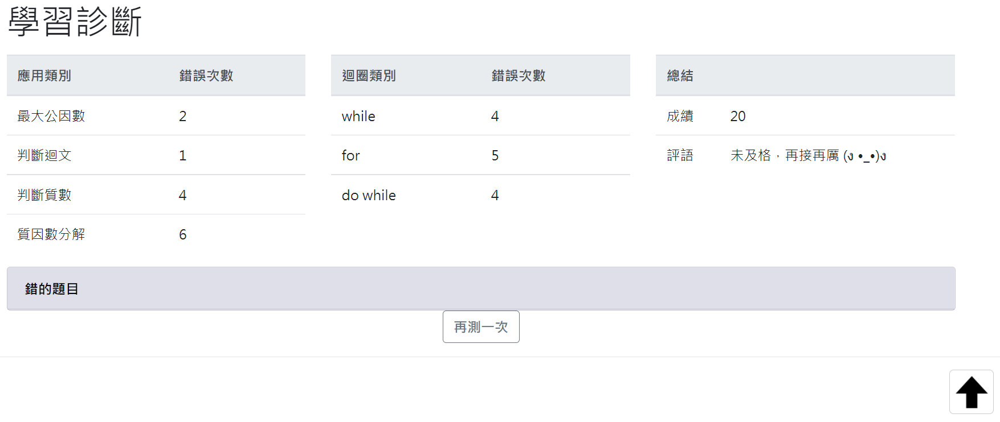 學習診斷
應用類別 錯誤次數
最大公因數 2
判斷迴文 1
判斷質數 4
質因數分解 6
迴圈類別 錯誤次數
while 4
for 5
do while 4
總結
成績 20
評語 未及格，再接再厲 (ง •_•)ง
錯的題目
再測一次